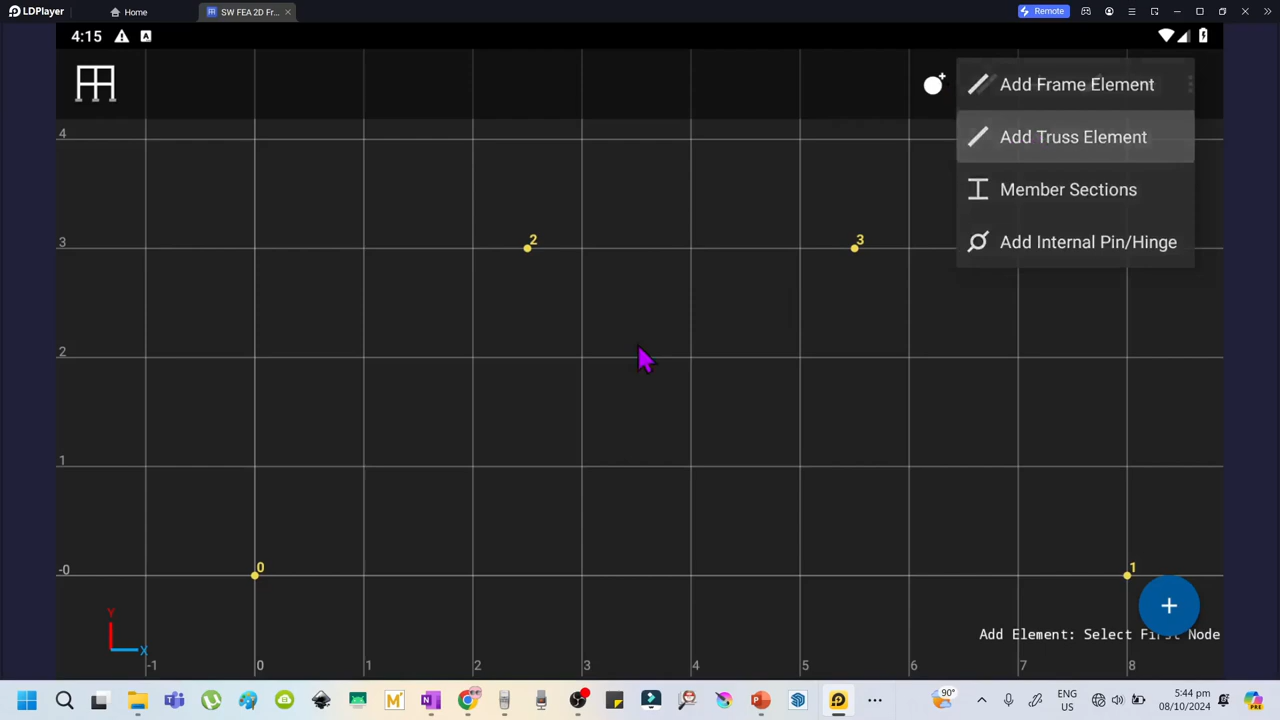 LDPlayer
Home
SW FEA 2D Fr...
Remote
4:15
Add Frame Element
Add Truss Element
Member Sections
Add Internal Pin/Hinge
4
3
2
1
-0
2
3
0
1
Y
X
Add Element: Select First Node
-1
0
1
2
3
4
5
6
7
8
90°
ENG
GEO
5:44 pm
08/10/2024